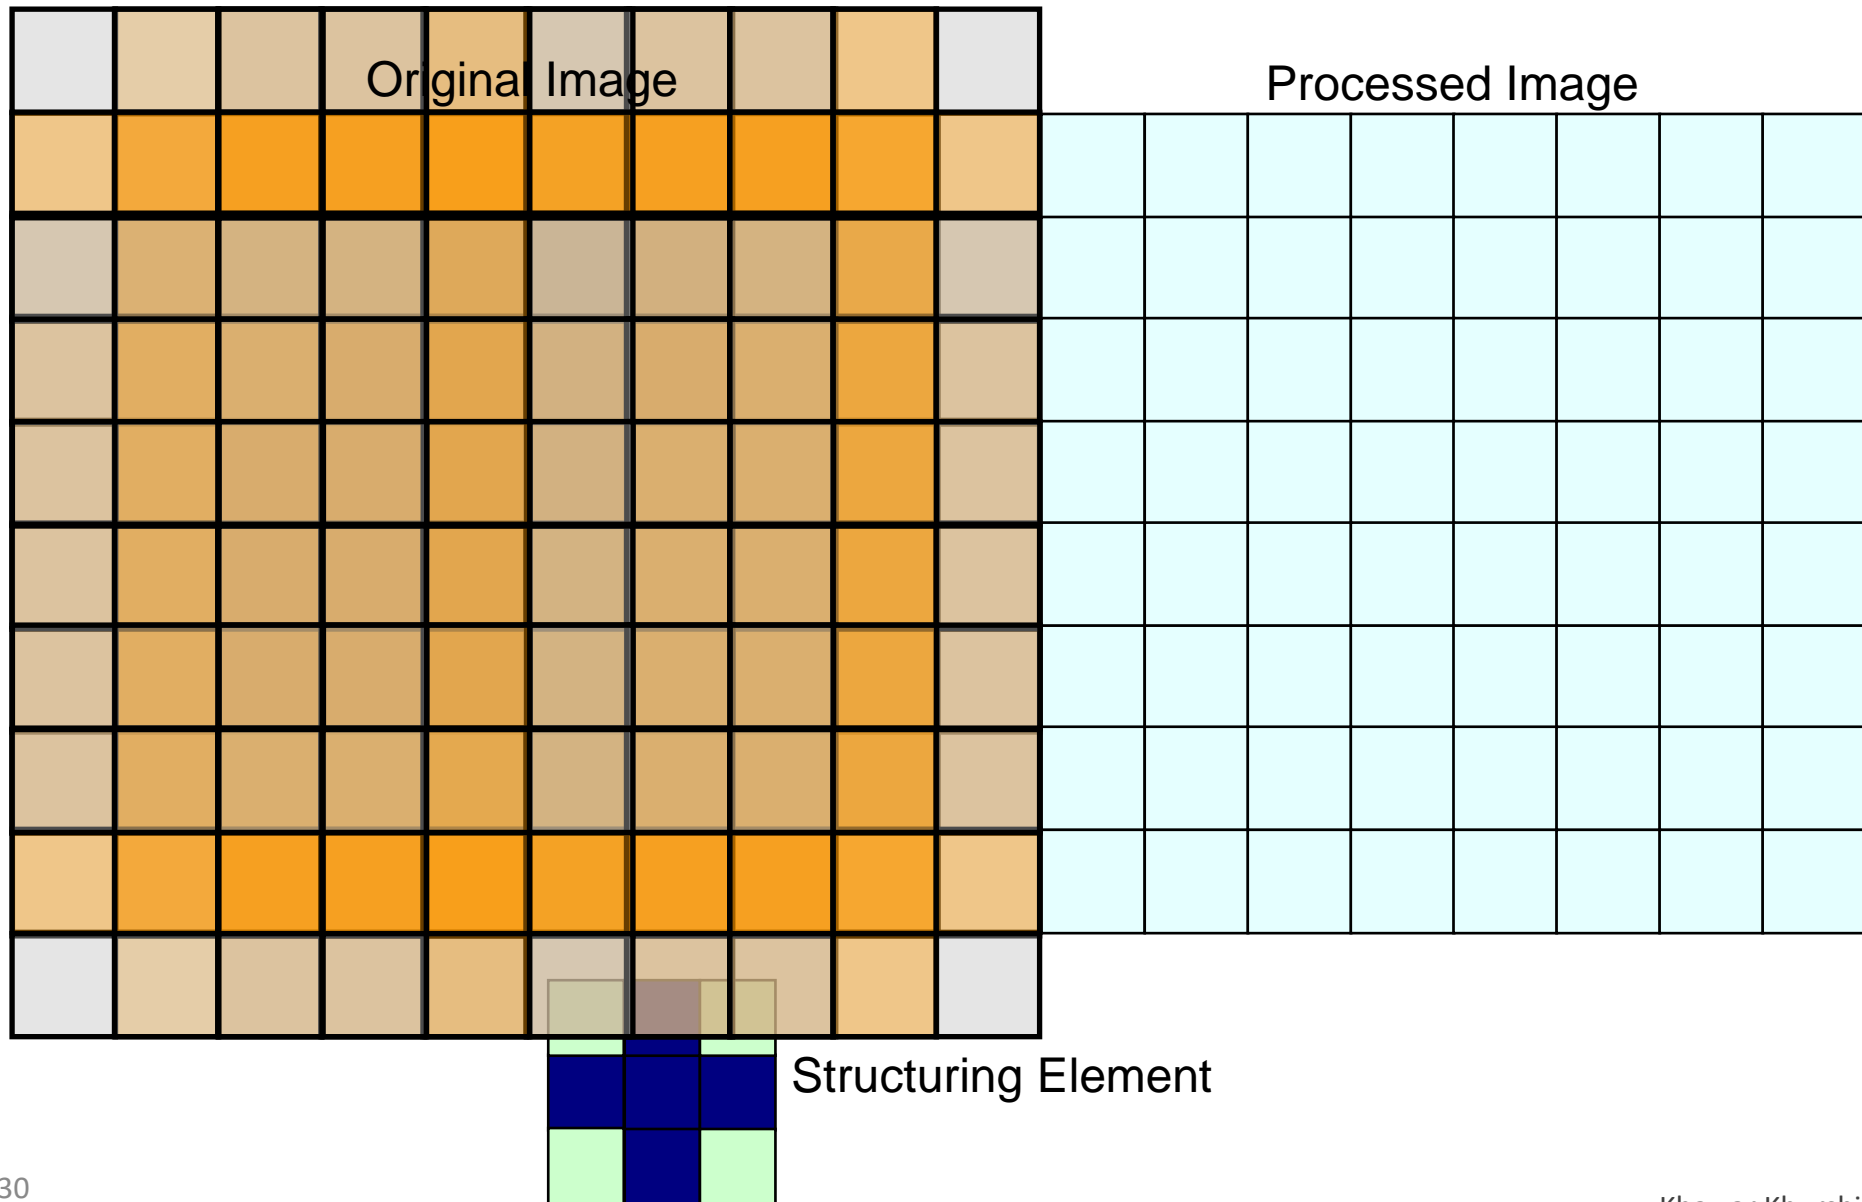 Original Image
Processed Image
Structuring Element
30